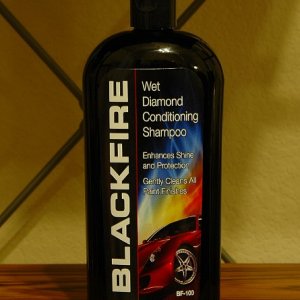 BLACKFIRE
Wet
Diamond
Conditioning
Shampoo
Enhances Shine
and Protection
Gently Cleans All
Paint Finishes
BF-100